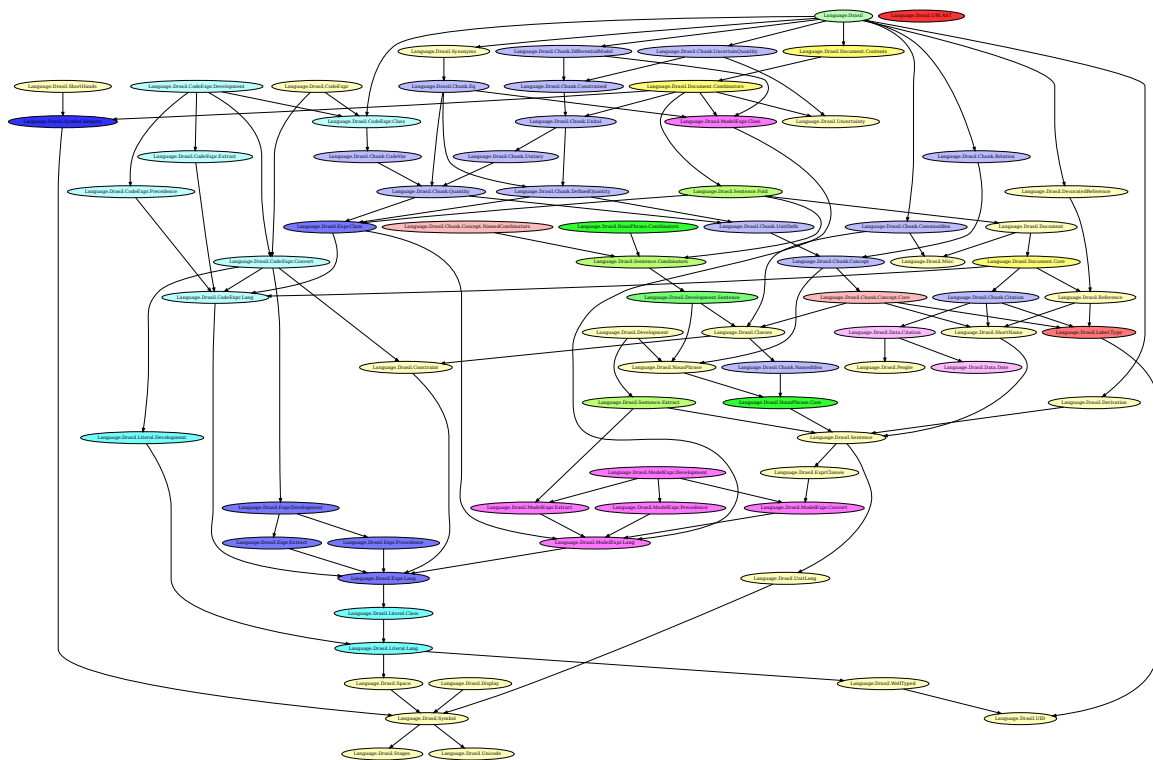 Language.Drasil
Language.Drasil.URI.AST
Language.Drasil.Synonyms
Language.Drasil.Chunk.DifferentialModel
Language.Drasil.Chunk.UncertainQuantity
Language.Drasil.Document.Contents
Language.Drasil.ShortHands
Language.Drasil.CodeExpr.Development
Language.Drasil.CodeExpr
Language.Drasil.Chunk.Eq
Language.Drasil.Chunk.Constrained
Language.Drasil.Document.Combinators
Language.Drasil.Symbol.Helpers
Language.Drasil.CodeExpr.Class
Language.Drasil.Chunk.Unital
Language.Drasil.ModelExpr.Class
Language.Drasil.Uncertainty
Language.Drasil.CodeExpr.Extract
Language.Drasil.Chunk.CodeVar
Language.Drasil.Chunk.Unitary
Language.Drasil.Chunk.Relation
Language.Drasil.CodeExpr.Precedence
Language.Drasil.Chunk.Quantity
Language.Drasil.Chunk.DefinedQuantity
Language.Drasil.Sentence.Fold
Language.Drasil.DecoratedReference
Language.Drasil.Expr.Class
Language.Drasil.Chunk.Concept.NamedCombinators
Language.Drasil.NounPhrase.Combinators
Language.Drasil.Chunk.UnitDefn
Language.Drasil.Chunk.CommonIdea
Language.Drasil.Document
Language.Drasil.CodeExpr.Convert
Language.Drasil.Sentence.Combinators
Language.Drasil.Chunk.Concept
Language.Drasil.Misc
Language.Drasil.Document.Core
Language.Drasil.CodeExpr.Lang
Language.Drasil.Development.Sentence
Language.Drasil.Chunk.Concept.Core
Language.Drasil.Chunk.Citation
Language.Drasil.Reference
Language.Drasil.Development
Language.Drasil.Classes
Language.Drasil.Data.Citation
Language.Drasil.ShortName
Language.Drasil.Label.Type
Language.Drasil.Constraint
Language.Drasil.NounPhrase
Language.Drasil.Chunk.NamedIdea
Language.Drasil.People
Language.Drasil.Data.Date
Language.Drasil.Sentence.Extract
Language.Drasil.NounPhrase.Core
Language.Drasil.Derivation
Language.Drasil.Literal.Development
Language.Drasil.Sentence
Language.Drasil.ModelExpr.Development
Language.Drasil.ExprClasses
Language.Drasil.Expr.Development
Language.Drasil.ModelExpr.Extract
Language.Drasil.ModelExpr.Precedence
Language.Drasil.ModelExpr.Convert
Language.Drasil.Expr.Extract
Language.Drasil.Expr.Precedence
Language.Drasil.ModelExpr.Lang
Language.Drasil.Expr.Lang
Language.Drasil.UnitLang
Language.Drasil.Literal.Class
Language.Drasil.Literal.Lang
Language.Drasil.Space
Language.Drasil.Display
Language.Drasil.WellTyped
Language.Drasil.Symbol
Language.Drasil.UID
Language.Drasil.Stages
Language.Drasil.Unicode